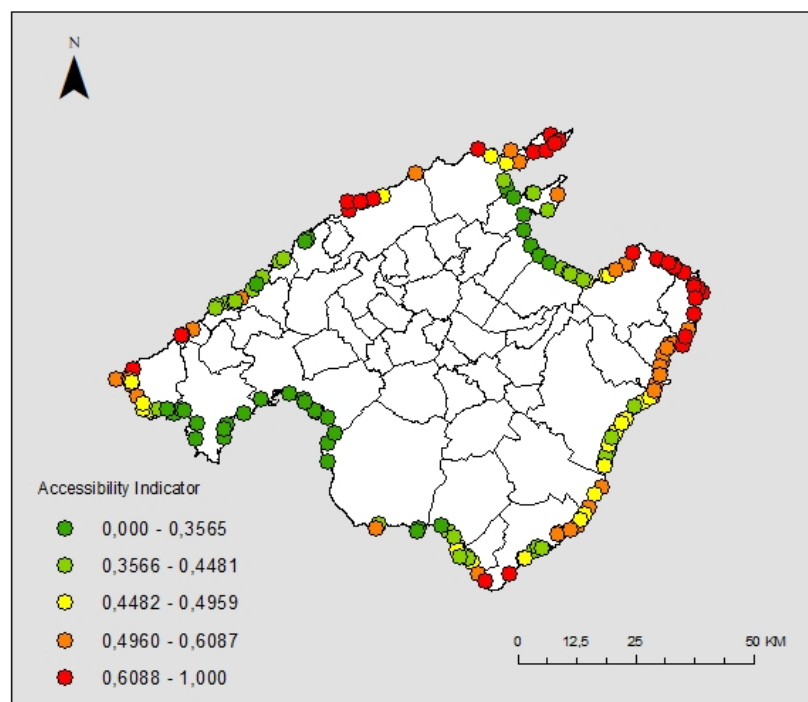 N
Accessibility Indicator
0,000 - 0,3565
0,3566 - 0,4481
0,4482 - 0,4959
0,4960 - 0,6087
0,6088 - 1,000
0 12,5 25 50 KM